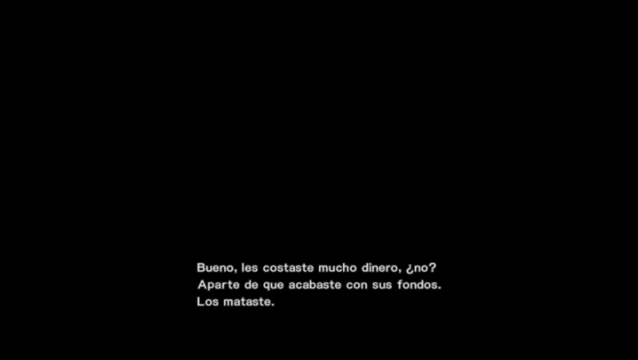 Bueno, les costaste mucho dinero, ¿no?
Aparte de que acabaste con sus fondos.
Los mataste.